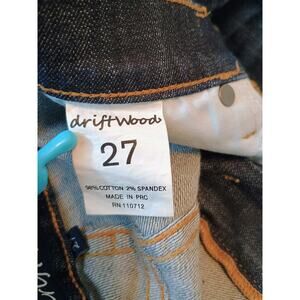 driftwood
27
98% COTTON 2% SPANDEX
MADE IN PRC
RN 110712